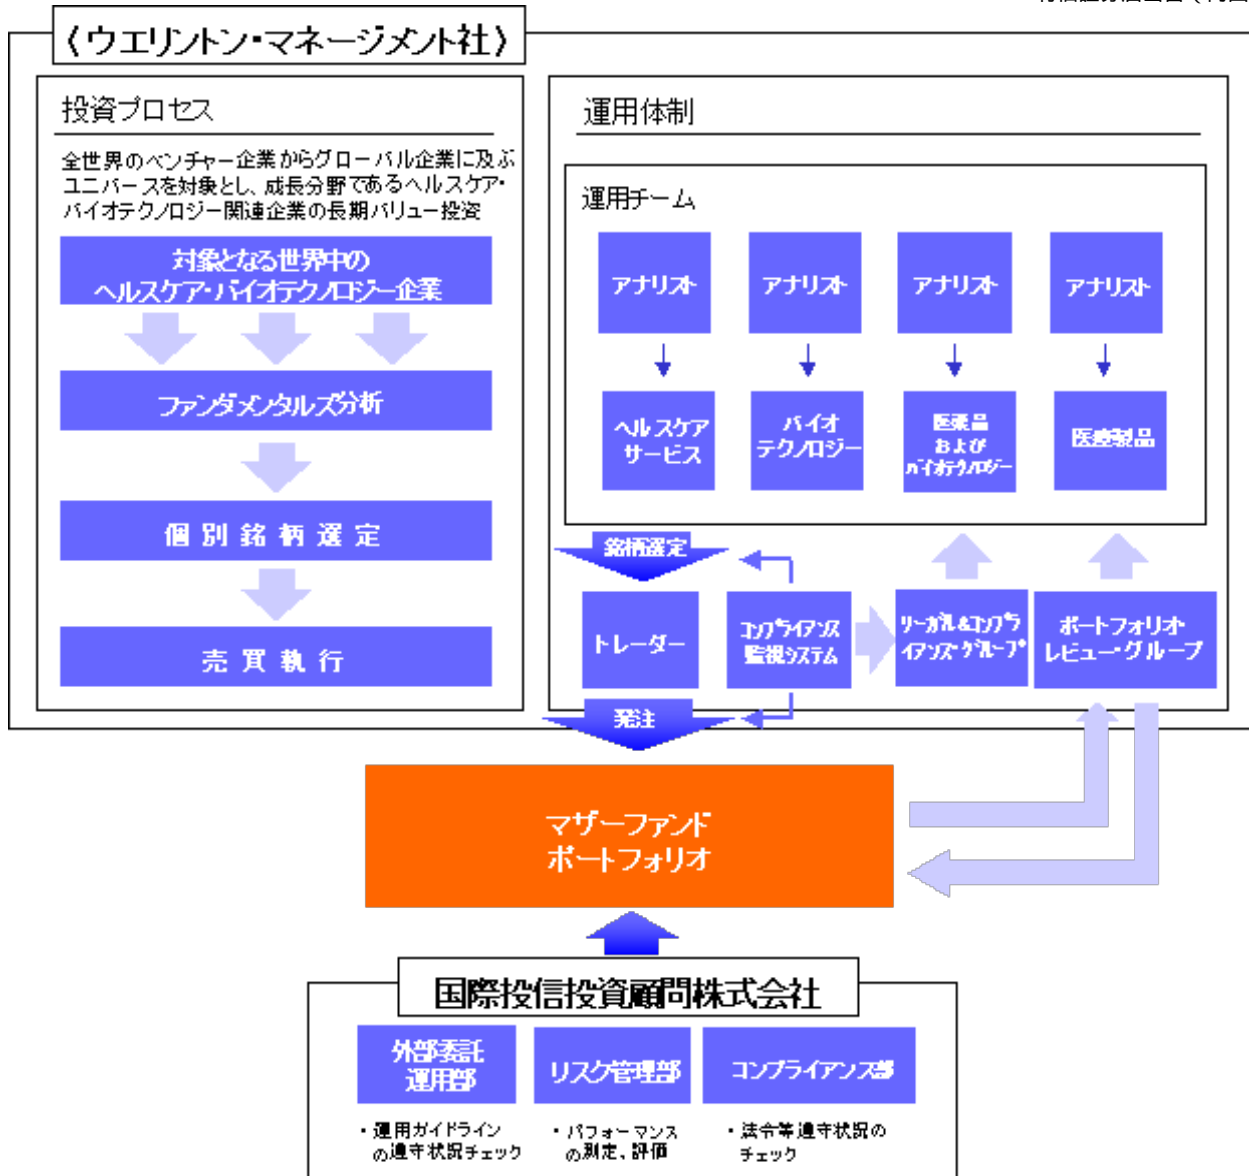 〈ウエリントン・マネージメント社〉
投資プロセス
全世界のベンチャー企業からグローバル企業に及ぶ
ユニバースを対象とし、成長分野であるヘルスケア・
バイオテクノロジー関連企業の長期バリュー投資
対象となる世界中の
ヘルスケア・バイオテクノロジー企業
ファンダメンタルズ分析
個別銘柄選定
売買執行
運用体制
運用チーム
アナリスト
アナリスト
アナリスト
アナリスト
ヘルスケア
サービス
バイオ
テクノロジー
医薬品
および
バイオテクノロジー
医療製品
銘柄選定
トレーダー
コンプライアンス
監視システム
リーガル&コンプラ
イアンス・グループ
ポートフォリオ
レビュー・グループ
発注
マザーファンド
ポートフォリオ
国際投信投資顧問株式会社
外部委託
運用部
リスク管理部
コンプライアンス部
・運用ガイドライン
の遵守状況チェック
・パフォーマンス
の測定、評価
・法令等遵守状況の
チェック